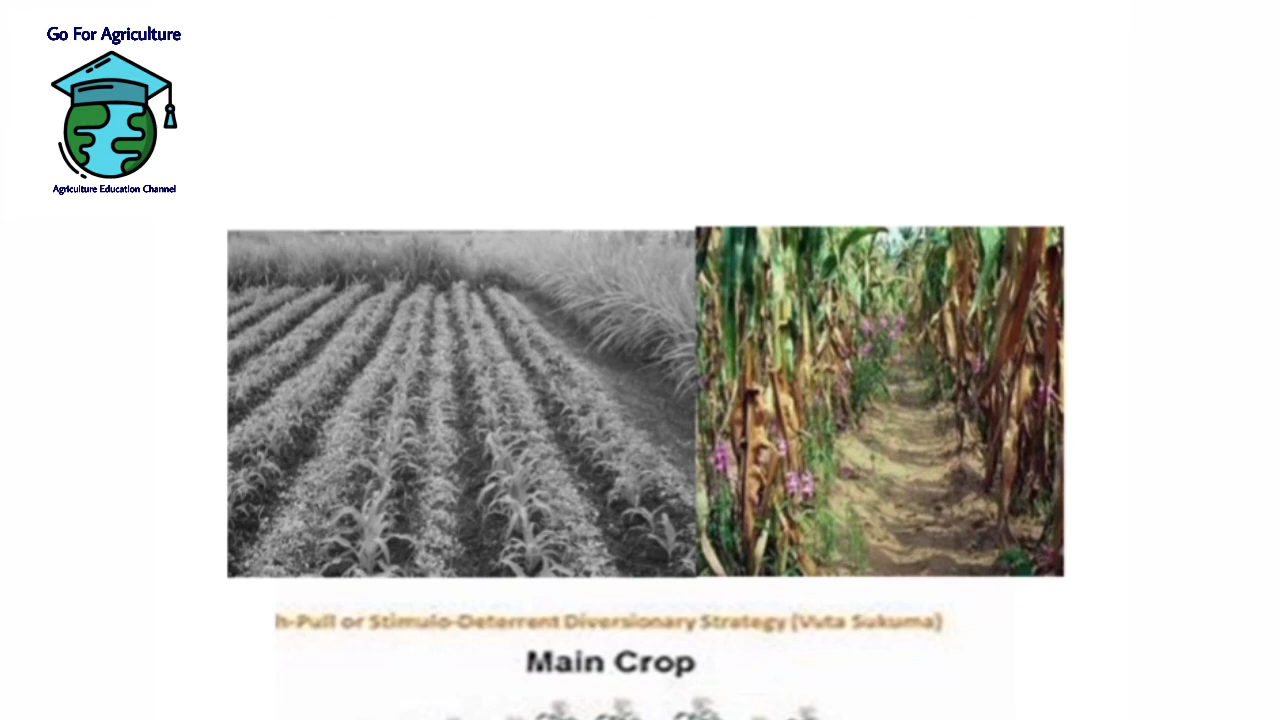 Go For Agriculture
Agriculture Education Channel
h-Pull or Stimulo-Deterrent Diversionary Strategy (Vuta Sukuma)
Main Crop